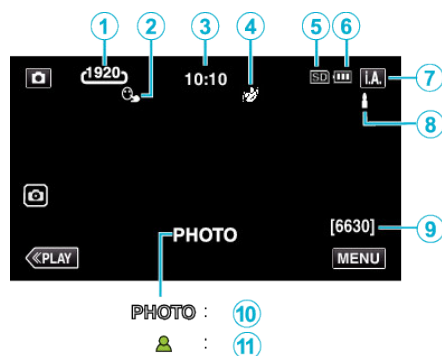 1 2 3 4 5 6
1920 10:10 SD i.A. 7
8
[6630] 9
PHOTO
≪PLAY MENU
PHOTO : 10
: 11